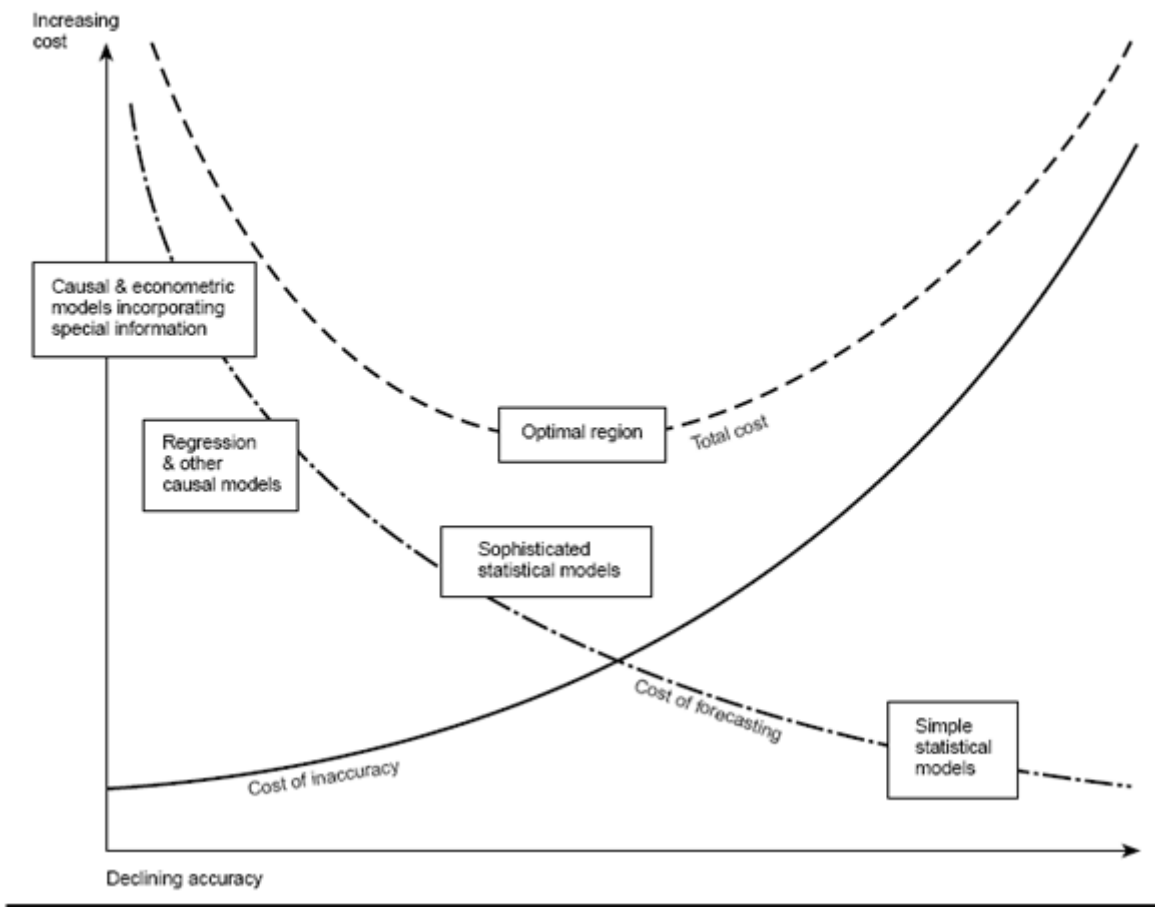 Increasing
cost
Causal & econometric
models incorporating
special information
Regression
& other
causal models
Optimal region
Total cost
Sophisticated
statistical models
Cost of forecasting
Simple
statistical
models
Cost of inaccuracy
Declining accuracy